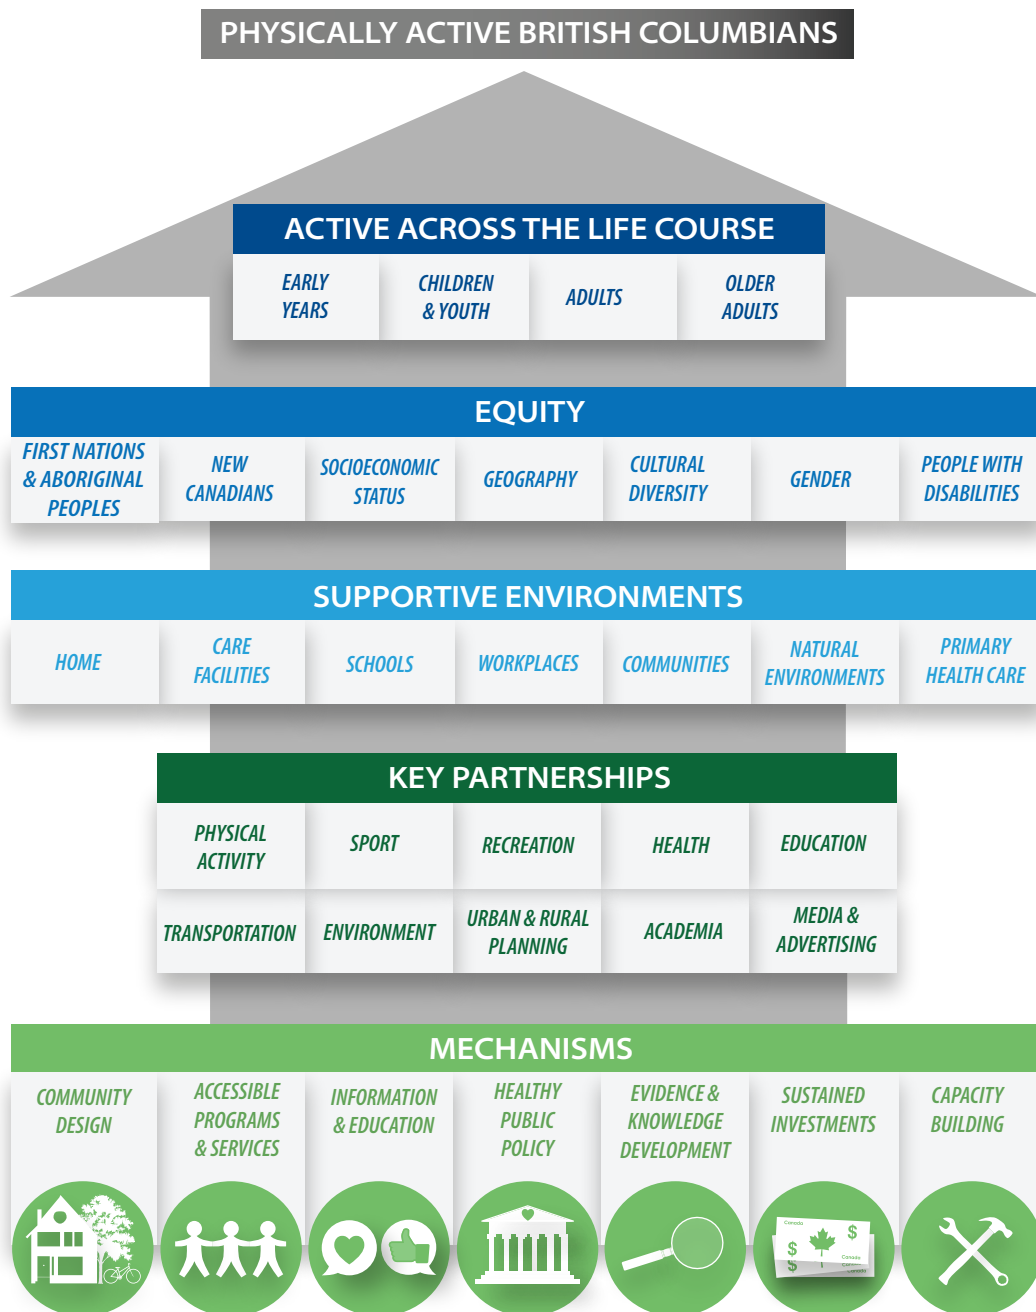 PHYSICALLY ACTIVE BRITISH COLUMBIANS
ACTIVE ACROSS THE LIFE COURSE
EARLY
YEARS
CHILDREN
& YOUTH
ADULTS
OLDER
ADULTS
EQUITY
FIRST NATIONS
& ABORIGINAL
PEOPLES
NEW
CANADIANS
SOCIOECONOMIC
STATUS
GEOGRAPHY
CULTURAL
DIVERSITY
GENDER
PEOPLE WITH
DISABILITIES
SUPPORTIVE ENVIRONMENTS
HOME
CARE
FACILITIES
SCHOOLS
WORKPLACES
COMMUNITIES
NATURAL
ENVIRONMENTS
PRIMARY
HEALTH CARE
KEY PARTNERSHIPS
PHYSICAL
ACTIVITY
SPORT
RECREATION
HEALTH
EDUCATION
TRANSPORTATION
ENVIRONMENT
URBAN & RURAL
PLANNING
ACADEMIA
MEDIA &
ADVERTISING
MECHANISMS
COMMUNITY
DESIGN
ACCESSIBLE
PROGRAMS
& SERVICES
INFORMATION
& EDUCATION
HEALTHY
PUBLIC
POLICY
EVIDENCE &
KNOWLEDGE
DEVELOPMENT
SUSTAINED
INVESTMENTS
CAPACITY
BUILDING
Canada
$
$
Canada
$
Canada